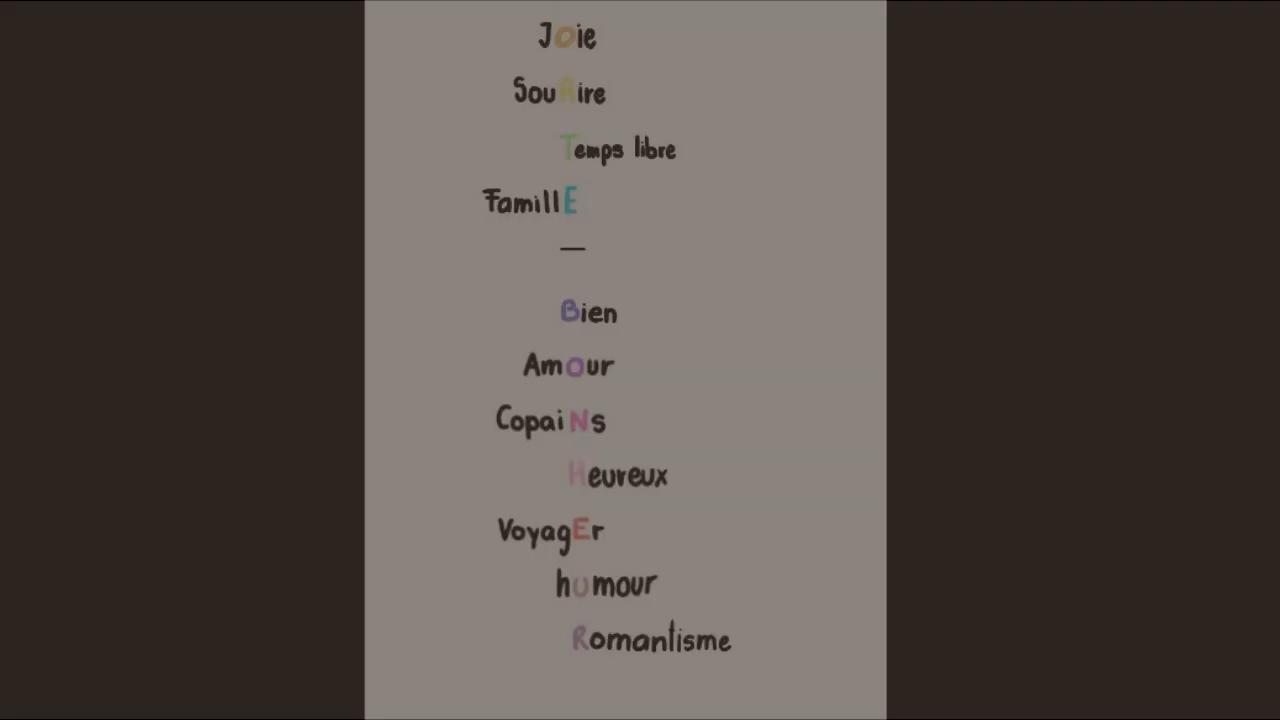 Joie
SouRire
Temps libre
FamillE
—
Bien
Amour
CopaiNs
Heureux
VoyagEr
humour
Romantisme